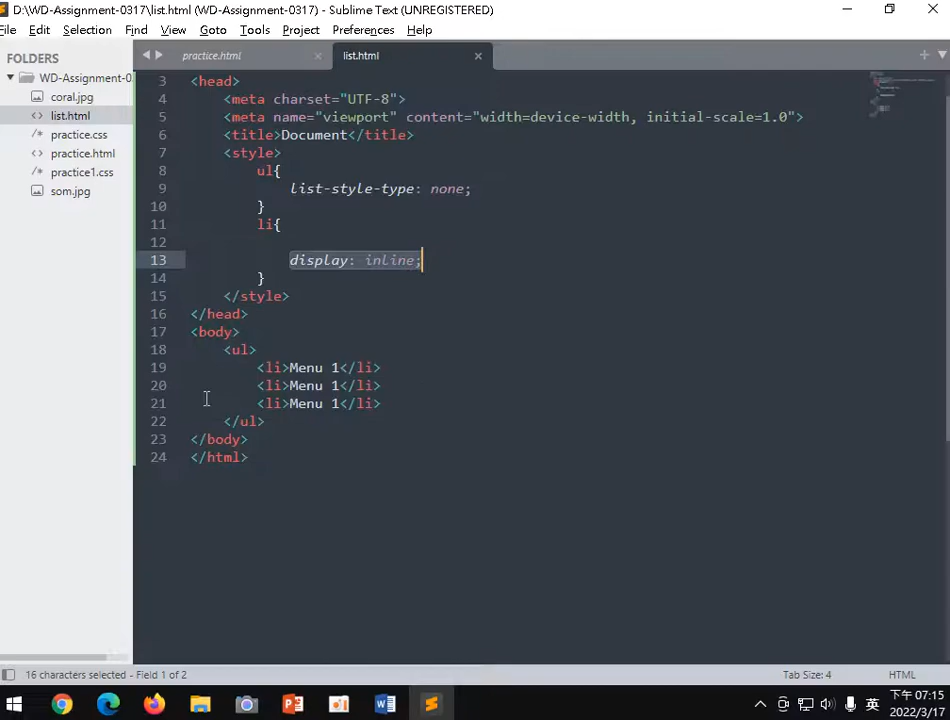 D:\WD-Assignment-0317\list.html (WD-Assignment-0317) - Sublime Text (UNREGISTERED)
File Edit Selection Find View Goto Tools Project Preferences Help
FOLDERS
WD-Assignment-0
coral.jpg
list.html
practice.css
practice.html
practice1.css
som.jpg
practice.html
list.html
3 <head>
4 <meta charset="UTF-8">
5 <meta name="viewport" content="width=device-width, initial-scale=1.0">
6 <title>Document</title>
7 <style>
8 ul{
9 list-style-type: none;
10 }
11 li{
12
13 display: inline;
14 }
15 </style>
16 </head>
17 <body>
18 <ul>
19 <li>Menu 1</li>
20 <li>Menu 1</li>
21 <li>Menu 1</li>
22 </ul>
23 </body>
24 </html>
16 characters selected - Field 1 of 2
Tab Size: 4
HTML
英
下午 07:15
2022/3/17